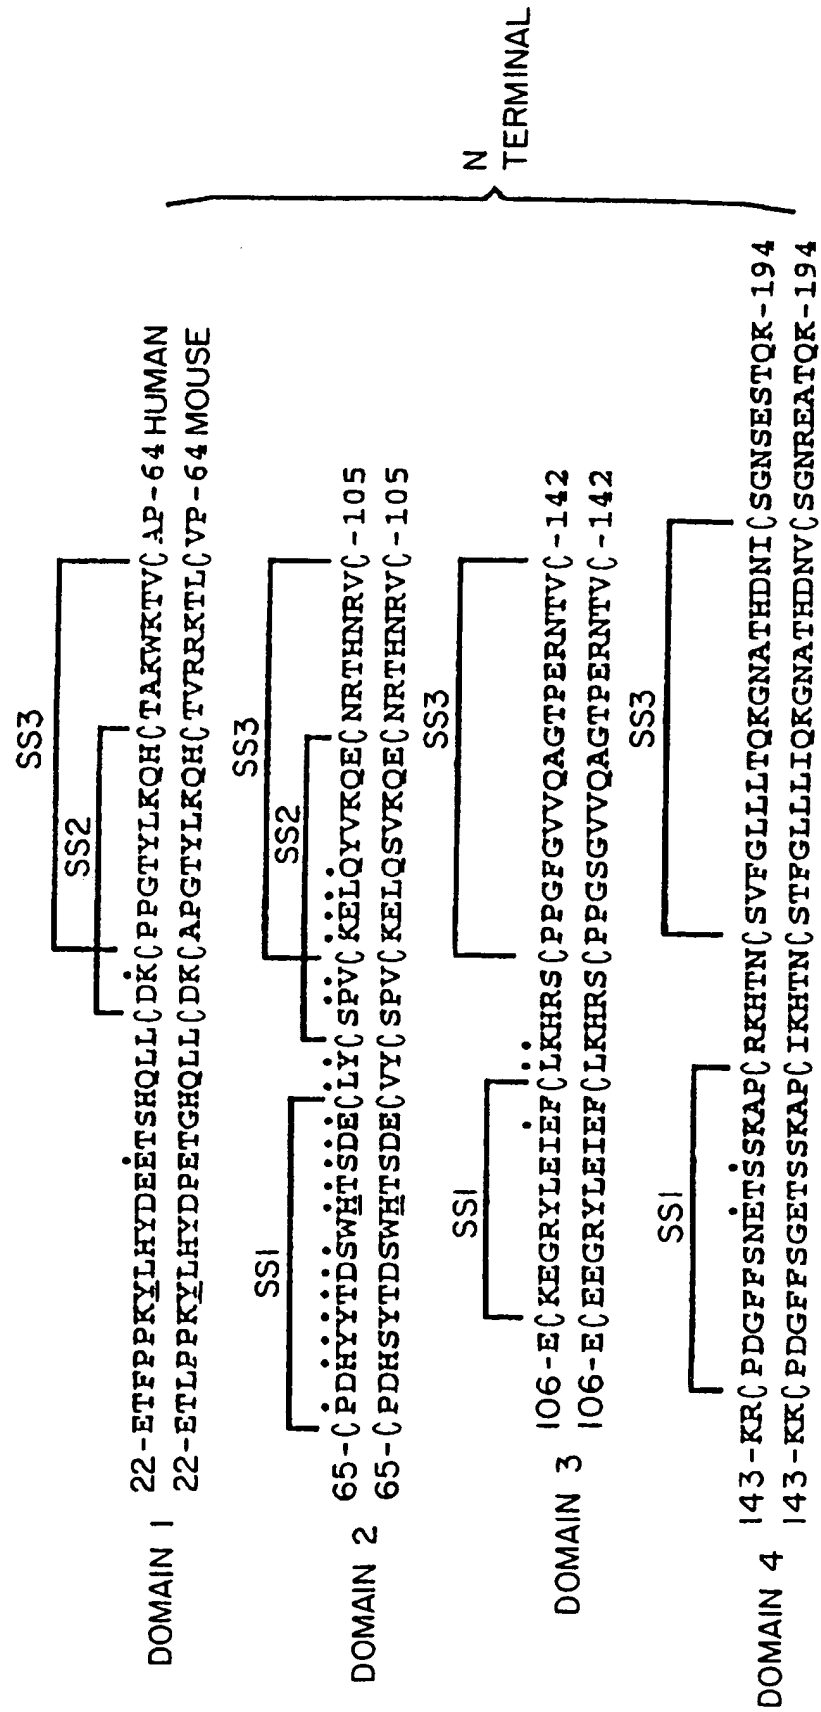 SS3
SS2
DOMAIN 1
22-ETFPPKYLHYDEETSHQLLCDKCPPGTYLKQHCTAKWKTVCAP-64 HUMAN
22-ETLPPKYLHYDPETGHQLLCDKCAPGTYLKQHCTVRRKTLCVP-64 MOUSE
SS3
SS1
SS2
DOMAIN 2
65-CPDHYYTDSWHTSDECLYCSPVCKELQYVKQECNRTHNRVC-105
65-CPDHSYTDSWHTSDECVYCSPVCKELQSVKQECNRTHNRVC-105
SS1
SS3
DOMAIN 3
106-ECKEGRYLEIEFCLKHRSCPPGFGVVQAGTPERNTVC-142
106-ECEEGRYLEIEFCLKHRSCPPGSGVVQAGTPERNTVC-142
SS1
SS3
DOMAIN 4
143-KRCPDGFFSNETSSKAPCRKHTNCSVFGLLLTQKGNATHDNICSGNSESTQK-194
143-KKCPDGFFSGETSSKAPCIKHTNCSTFGLLLIQKGNATHDNVCSGNREATQK-194
N
TERMINAL